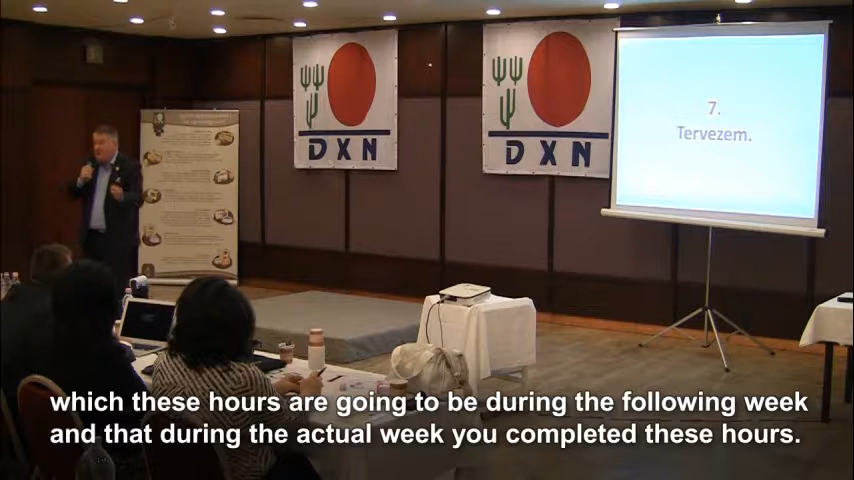 DXN
DXN
7.
Tervezem.
which these hours are going to be during the following week
and that during the actual week you completed these hours.